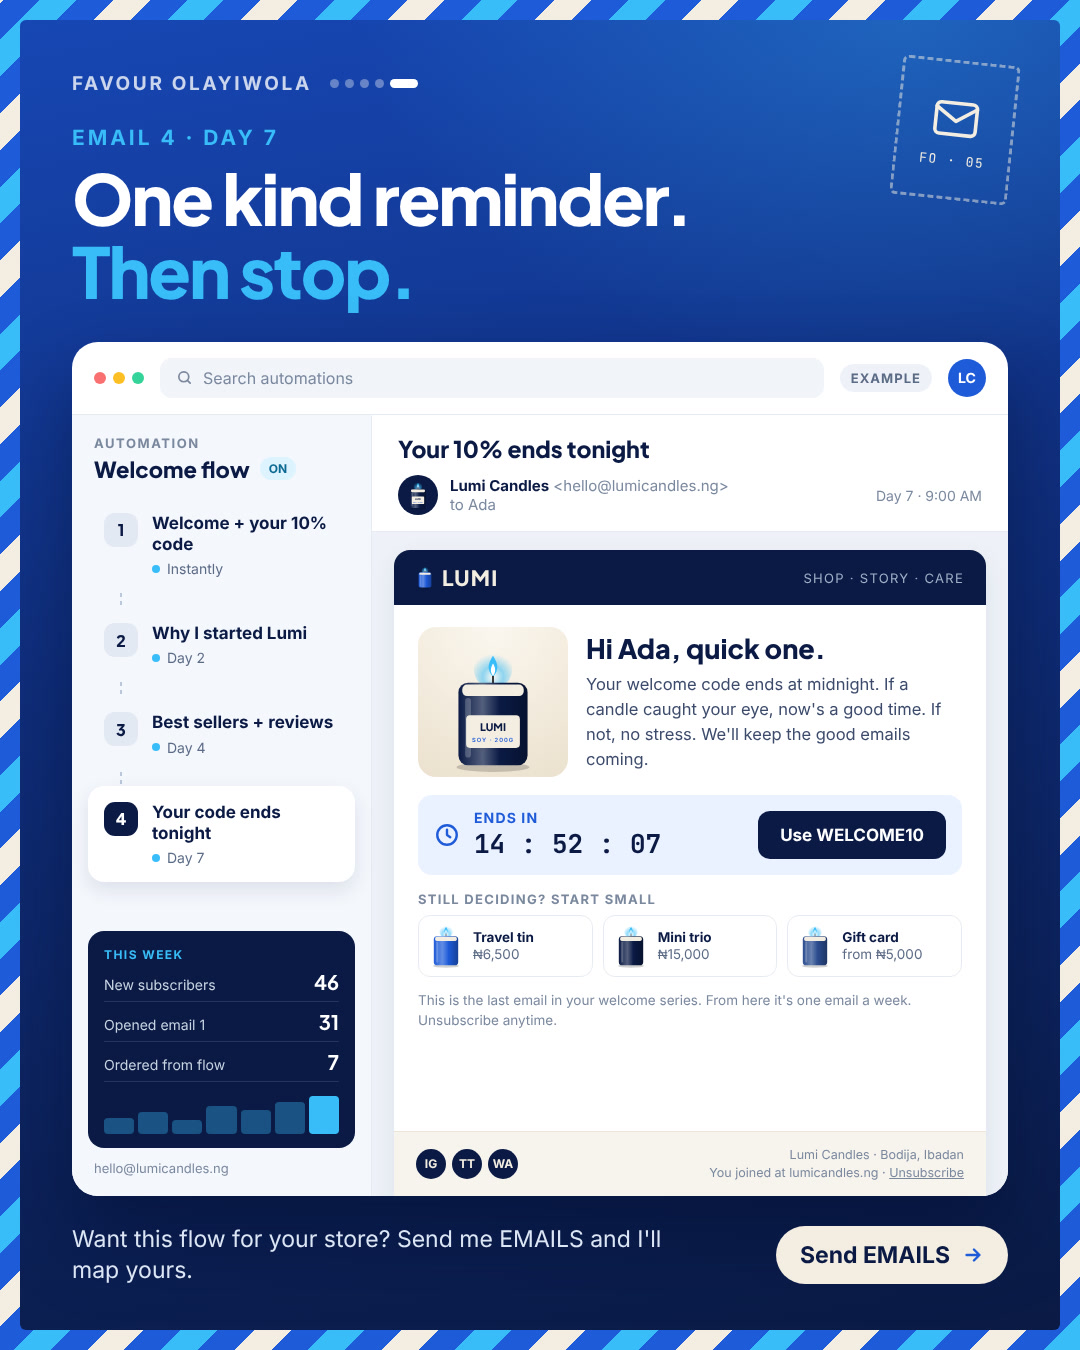 FAVOUR OLAYIWOLA
FO · 05
EMAIL 4 · DAY 7
One kind reminder.
Then stop.
Search automations
EXAMPLE
LC
AUTOMATION
Welcome flow ON
1
Welcome + your 10%
code
Instantly
2
Why I started Lumi
Day 2
3
Best sellers + reviews
Day 4
4
Your code ends
tonight
Day 7
THIS WEEK
New subscribers 46
Opened email 1 31
Ordered from flow 7
hello@lumicandles.ng
Your 10% ends tonight
Lumi Candles <hello@lumicandles.ng>
to Ada
Day 7 · 9:00 AM
LUMI
SHOP · STORY · CARE
LUMI
SOY · 200G
Hi Ada, quick one.
Your welcome code ends at midnight. If a
candle caught your eye, now's a good time. If
not, no stress. We'll keep the good emails
coming.
ENDS IN
14 : 52 : 07
Use WELCOME10
STILL DECIDING? START SMALL
Travel tin
₦6,500
Mini trio
₦15,000
Gift card
from ₦5,000
This is the last email in your welcome series. From here it's one email a week.
Unsubscribe anytime.
IG TT WA
Lumi Candles · Bodija, Ibadan
You joined at lumicandles.ng · Unsubscribe
Want this flow for your store? Send me EMAILS and I'll
map yours.
Send EMAILS →